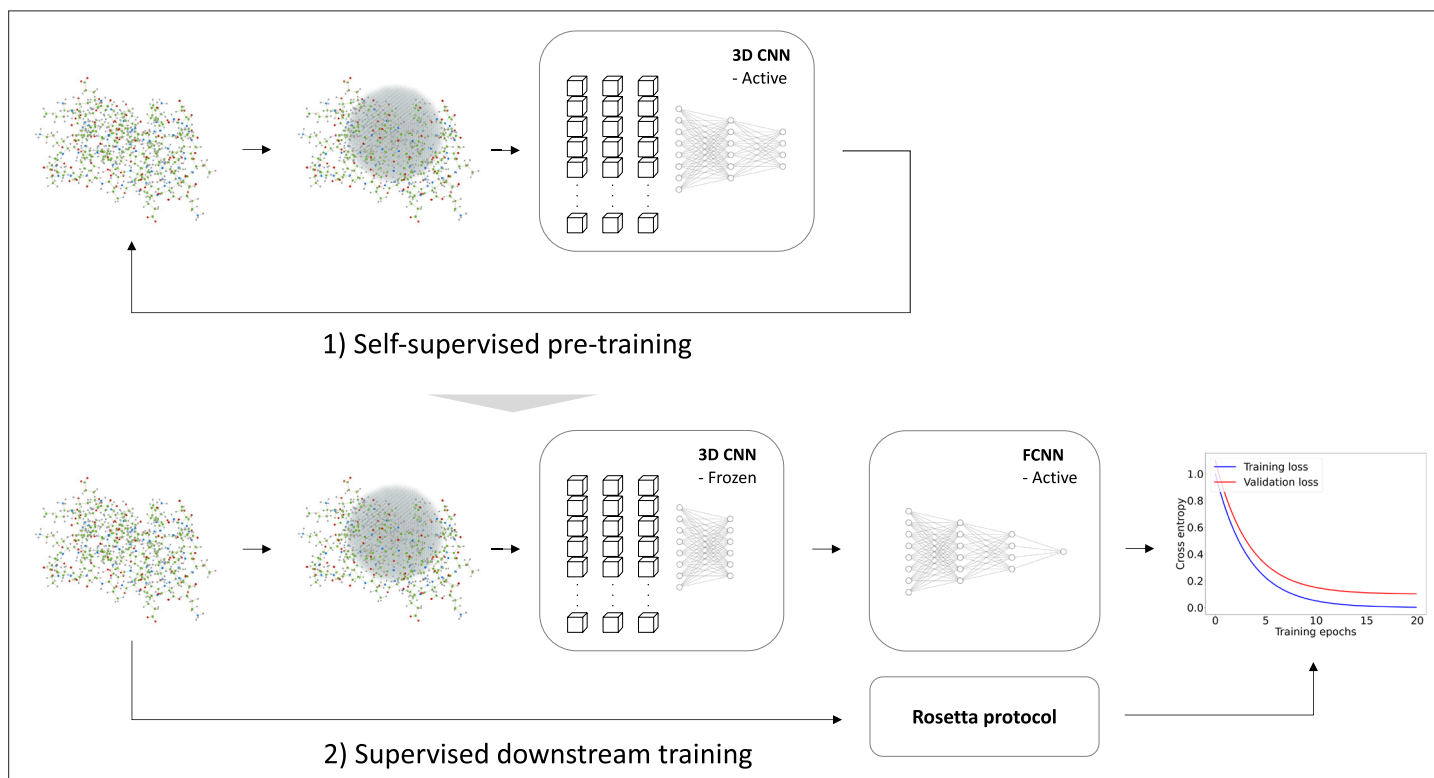 3D CNN
- Active
1) Self-supervised pre-training
3D CNN
- Frozen
FCNN
- Active
Training loss
Validation loss
1.0
0.8
0.6
0.4
0.2
0.0
Cross entropy
0 5 10 15 20
Training epochs
Rosetta protocol
2) Supervised downstream training